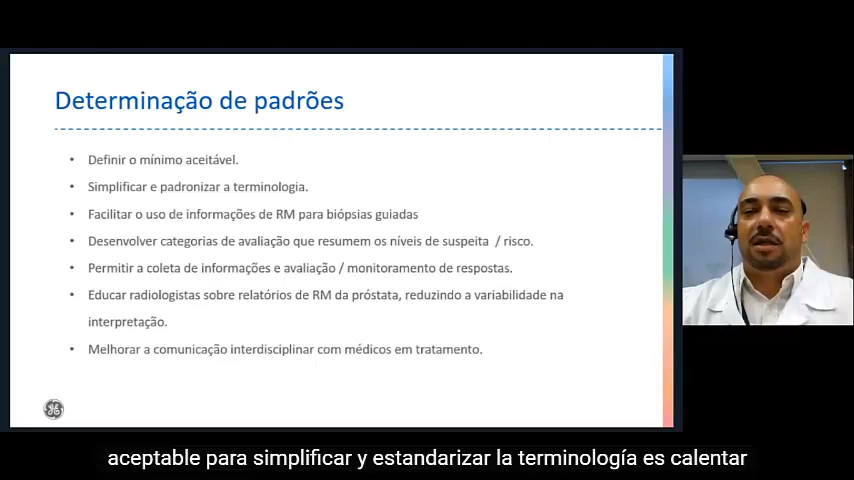 Determinação de padrões
• Definir o mínimo aceitável.
• Simplificar e padronizar a terminologia.
• Facilitar o uso de informações de RM para biópsias guiadas
• Desenvolver categorias de avaliação que resumem os níveis de suspeita / risco.
• Permitir a coleta de informações e avaliação / monitoramento de respostas.
• Educar radiologistas sobre relatórios de RM da próstata, reduzindo a variabilidade na
interpretação.
• Melhorar a comunicação interdisciplinar com médicos em tratamento.
aceptable para simplificar y estandarizar la terminología es calentar